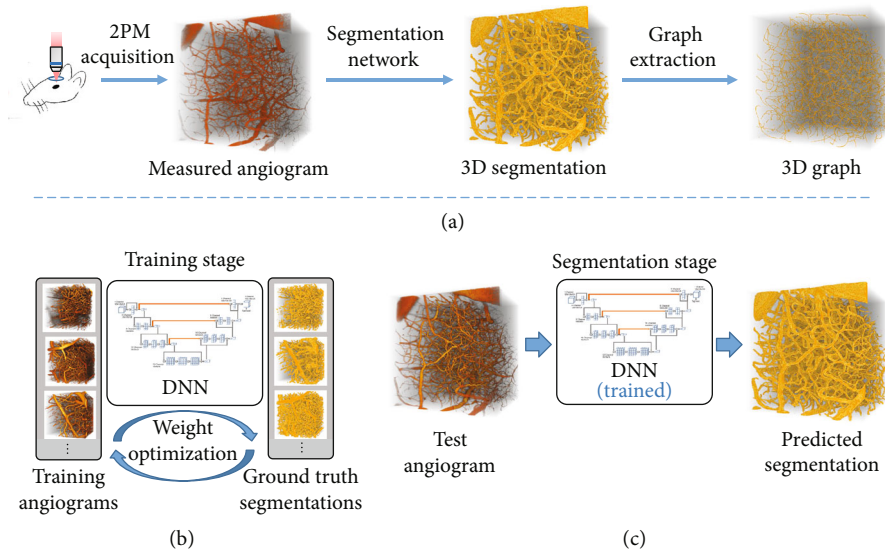 2PM
acquisition
Segmentation
network
Graph
extraction
Measured angiogram
3D segmentation
3D graph
(a)
Training stage
DNN
Weight
optimization
...
...
Training
angiograms
Ground truth
segmentations
(b)
Segmentation stage
DNN
(trained)
Test
angiogram
Predicted
segmentation
(c)